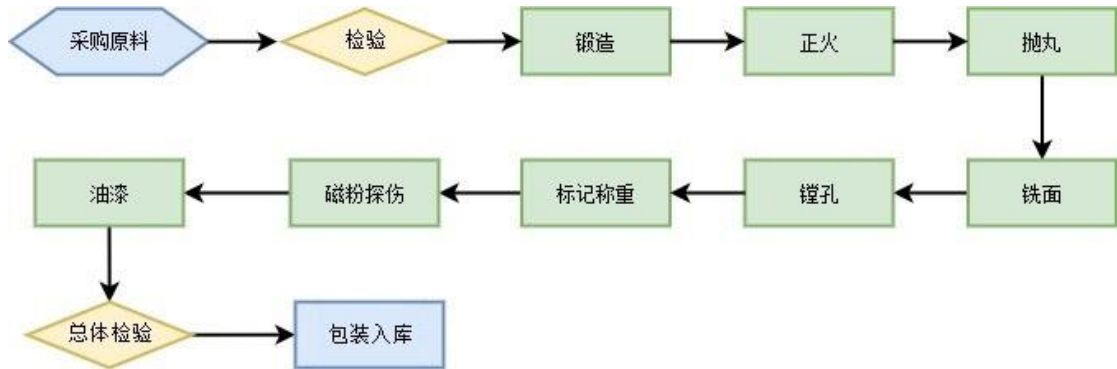 采购原料
检验
锻造
正火
抛丸
铣面
镗孔
标记称重
磁粉探伤
油漆
总体检验
包装入库